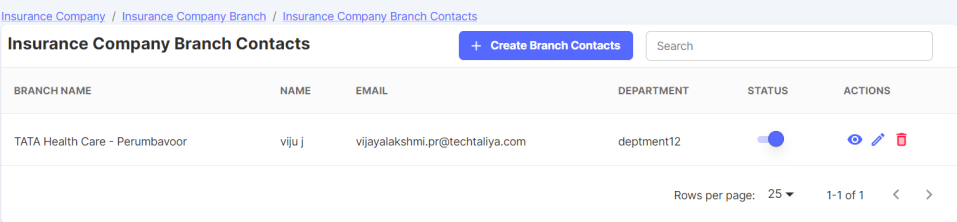 Insurance Company / Insurance Company Branch / Insurance Company Branch Contacts
Insurance Company Branch Contacts
+ Create Branch Contacts
Search
BRANCH NAME NAME EMAIL DEPARTMENT STATUS ACTIONS
TATA Health Care - Perumbavoor viju j vijayalakshmi.pr@techtaliya.com deptment12
Rows per page: 25 1-1 of 1